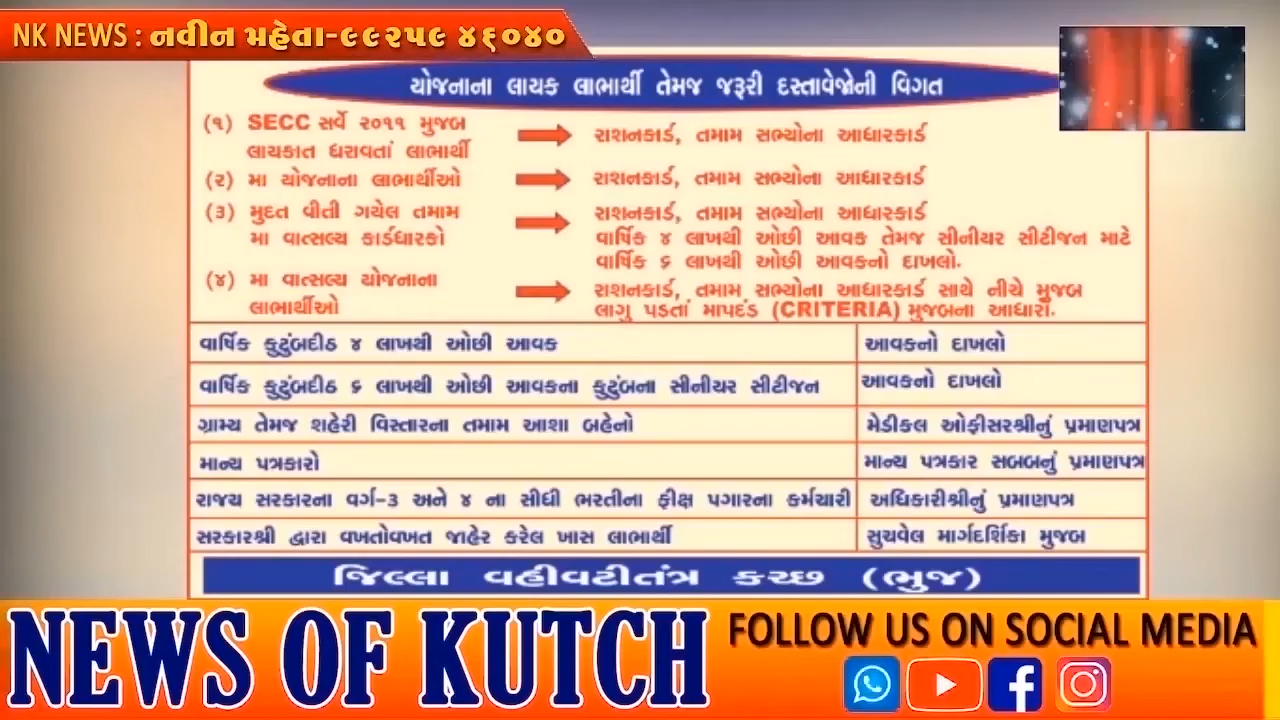 NK NEWS : નવીન મહેતા-૯૯૨૫૯ ૪૬૦૪૦
યોજનાના લાયક લાભાર્થી તેમજ જરૂરી દસ્તાવેજોની વિગત
(૧) SECC સર્વે ૨૦૧૧ મુજબ લાયકાત ધરાવતાં લાભાર્થી
રાશનકાર્ડ, તમામ સભ્યોના આધારકાર્ડ
(૨) મા યોજનાના લાભાર્થીઓ
રાશનકાર્ડ, તમામ સભ્યોના આધારકાર્ડ
(૩) મુદત વીતી ગયેલ તમામ
મા વાત્સલ્ય કાર્ડધારકો
રાશનકાર્ડ, તમામ સભ્યોના આધારકાર્ડ
વાર્ષિક ૪ લાખથી ઓછી આવક તેમજ સીનીયર સીટીજન માટે
વાર્ષિક ૬ લાખથી ઓછી આવકનો દાખલો.
(૪) મા વાત્સલ્ય યોજનાના
લાભાર્થીઓ
રાશનકાર્ડ, તમામ સભ્યોના આધારકાર્ડ સાથે નીચે મુજબ
લાગુ પડતાં માપદંડ (CRITERIA) મુજબના આધારો.
વાર્ષિક કુટુંબદીઠ ૪ લાખથી ઓછી આવક
આવકનો દાખલો
વાર્ષિક કુટુંબદીઠ ૬ લાખથી ઓછી આવકના કુટુંબના સીનીયર સીટીજન
આવકનો દાખલો
ગ્રામ્ય તેમજ શહેરી વિસ્તારના તમામ આશા બહેનો
મેડીકલ ઓફીસરશ્રીનું પ્રમાણપત્ર
માન્ય પત્રકારો
માન્ય પત્રકાર સબબનું પ્રમાણપત્ર
રાજય સરકારના વર્ગ-૩ અને ૪ ના સીધી ભરતીના ફીક્ષ પગારના કર્મચારી
અધિકારીશ્રીનું પ્રમાણપત્ર
સરકારશ્રી દ્વારા વખતોવખત જાહેર કરેલ ખાસ લાભાર્થી
સુચવેલ માર્ગદર્શિકા મુજબ
જિલ્લા વહીવટીતંત્ર કચ્છ (ભુજ)
NEWS OF KUTCH
FOLLOW US ON SOCIAL MEDIA